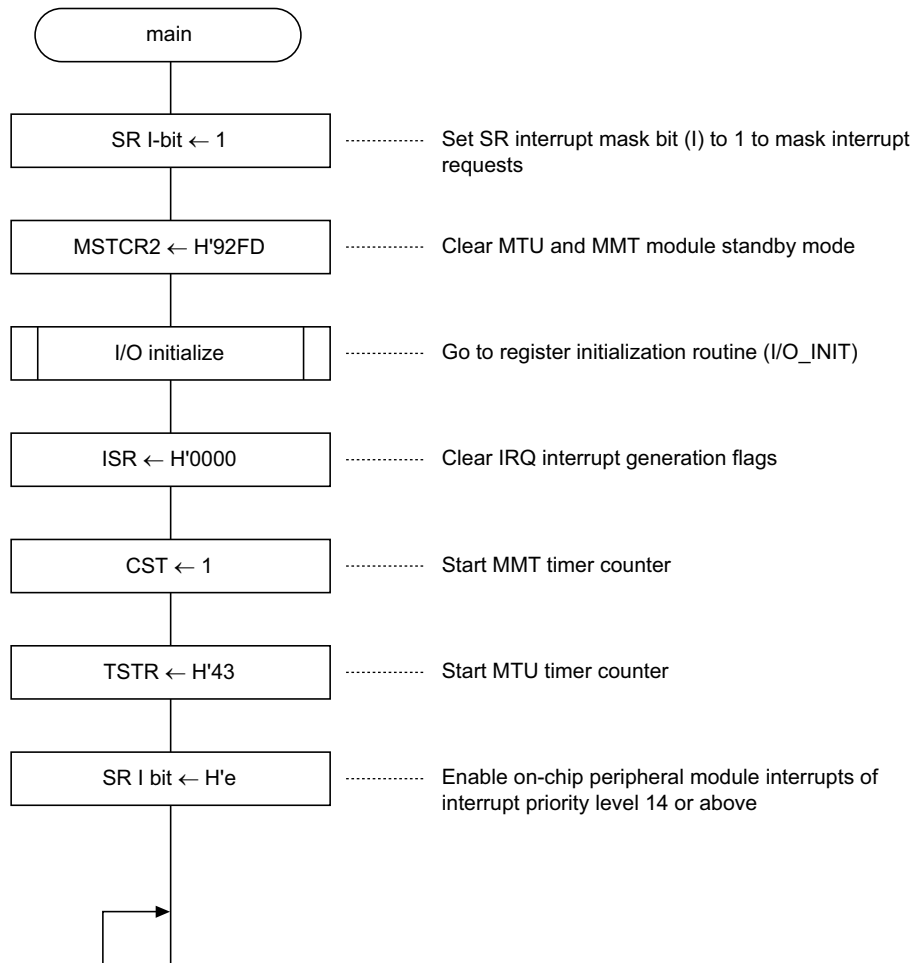 main
SR I-bit ← 1
Set SR interrupt mask bit (I) to 1 to mask interrupt
requests
MSTCR2 ← H'92FD
Clear MTU and MMT module standby mode
I/O initialize
Go to register initialization routine (I/O_INIT)
ISR ← H'0000
Clear IRQ interrupt generation flags
CST ← 1
Start MMT timer counter
TSTR ← H'43
Start MTU timer counter
SR I bit ← H'e
Enable on-chip peripheral module interrupts of
interrupt priority level 14 or above